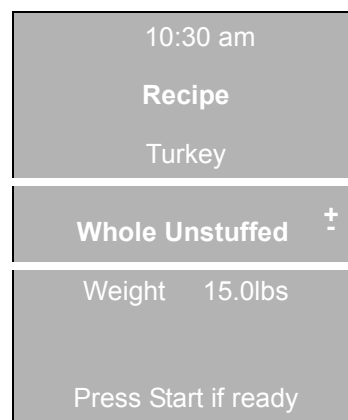 10:30 am
Recipe
Turkey
Whole Unstuffed +
-
Weight 15.0lbs
Press Start if ready